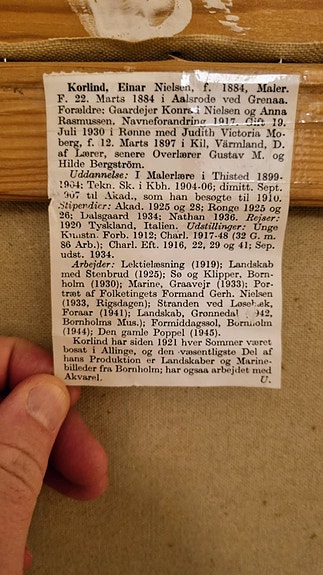 Korlind, Einar Nielsen, f. 1884, Maler.
F. 22. Marts 1884 i Aalsrode ved Grenaa.
Forældre: Gaardejer Konrad Nielsen og Anna
Rasmussen. Navneforandring 1917. Gift 19.
Juli 1930 i Rønne med Judith Victoria Mo-
berg, f. 12. Marts 1897 i Kil, Värmland, D.
af Lærer, senere Overlærer Gustav M. og
Hilde Bergström.
Uddannelse: I Malerlære i Thisted 1899-
Tekn. Sk. i Kbh. 1904-06; dimitt. Sept.
til Akad., som han besøgte til 1910.
Stipendier: Akad. 1925 og 28; Ronge 1925 og
26; Dalsgaard 1934; Nathan 1936. Rejser:
1920 Tyskland, Italien. Udstillinger: Unge
Kunstn. Forb. 1912; Charl. 1917-48 (32 G. m.
86 Arb.); Charl. Eft. 1916, 22, 29 og 41; Sep.
udst. 1934.
Arbejder: Lektielæsning (1919); Landskab
med Stenbrud (1925); Sø og Klipper, Born-
holm (1930); Marine, Graavejr (1933); Por-
træt af Folketingets Formand Gerh. Nielsen
(1933, Rigsdagen); Stranden ved Løsebæk,
Foraar (1941); Landskab, Grønnedal 942,
Bornholms Mus.); Formiddagssol, Bornholm
(1944); Den gamle Poppel (1945).
Korlind har siden 1921 hver Sommer været
bosat i Allinge, og den væsentligste Del af
hans Produktion er Landskaber og Marine-
billeder fra Bornholm; har ogsaa arbejdet med
Akvarel. U.